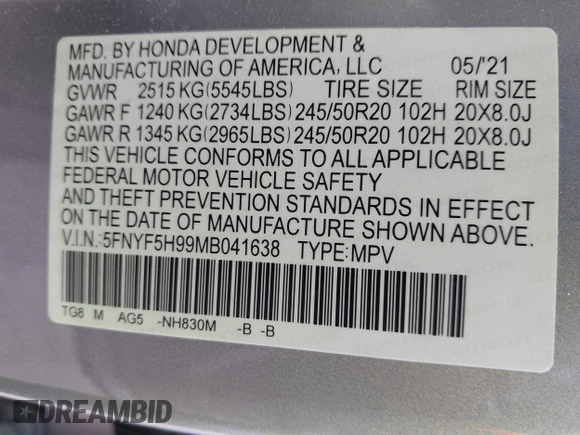 MFD. BY HONDA DEVELOPMENT &
MANUFACTURING OF AMERICA, LLC 05/'21
GVWR 2515 KG(5545LBS) TIRE SIZE RIM SIZE
GAWR F 1240 KG(2734LBS) 245/50R20 102H 20X8.0J
GAWR R 1345 KG(2965LBS) 245/50R20 102H 20X8.0J
THIS VEHICLE CONFORMS TO ALL APPLICABLE
FEDERAL MOTOR VEHICLE SAFETY
AND THEFT PREVENTION STANDARDS IN EFFECT
ON THE DATE OF MANUFACTURE SHOWN ABOVE.
V.I.N.:5FNYF5H99MB041638 TYPE:MPV
TG8 M AG5 -NH830M -B -B
DREAMBID